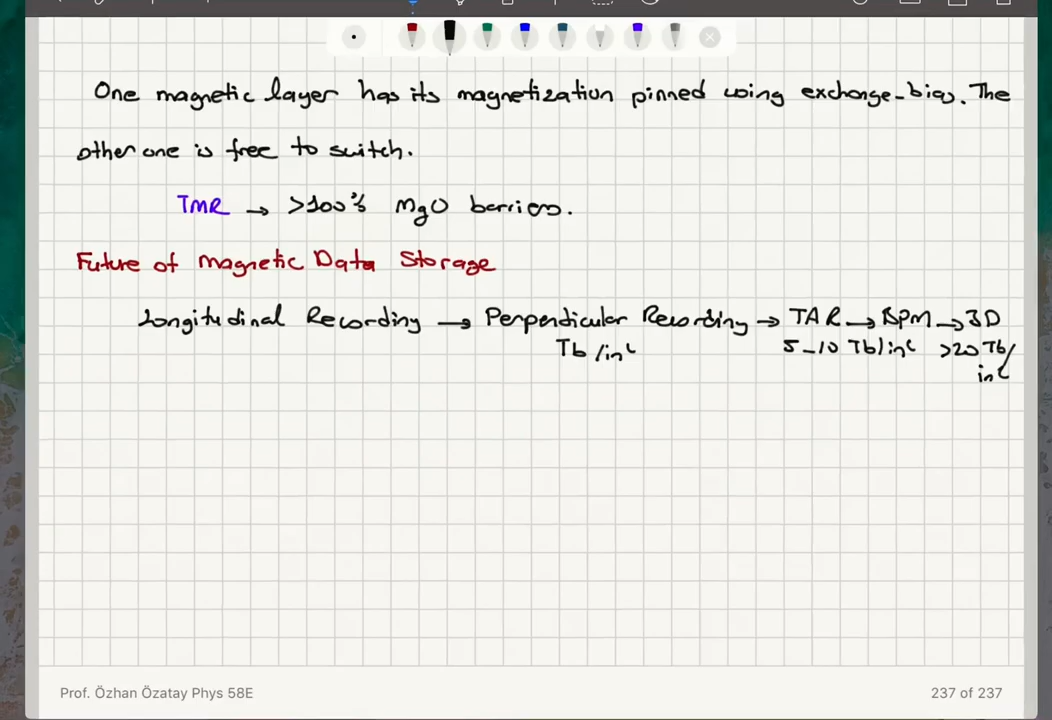 One magnetic layer has its magnetization pinned using exchange-bias. The
other one is free to switch.
TMR → >100% MgO barriers.
Future of Magnetic Data Storage
Longitudinal Recording → Perpendicular Recording → TAR → BPM → 3D
Tb/in² 5-10 Tb/in² >20 Tb/
in²
Prof. Özhan Özatay Phys 58E 237 of 237